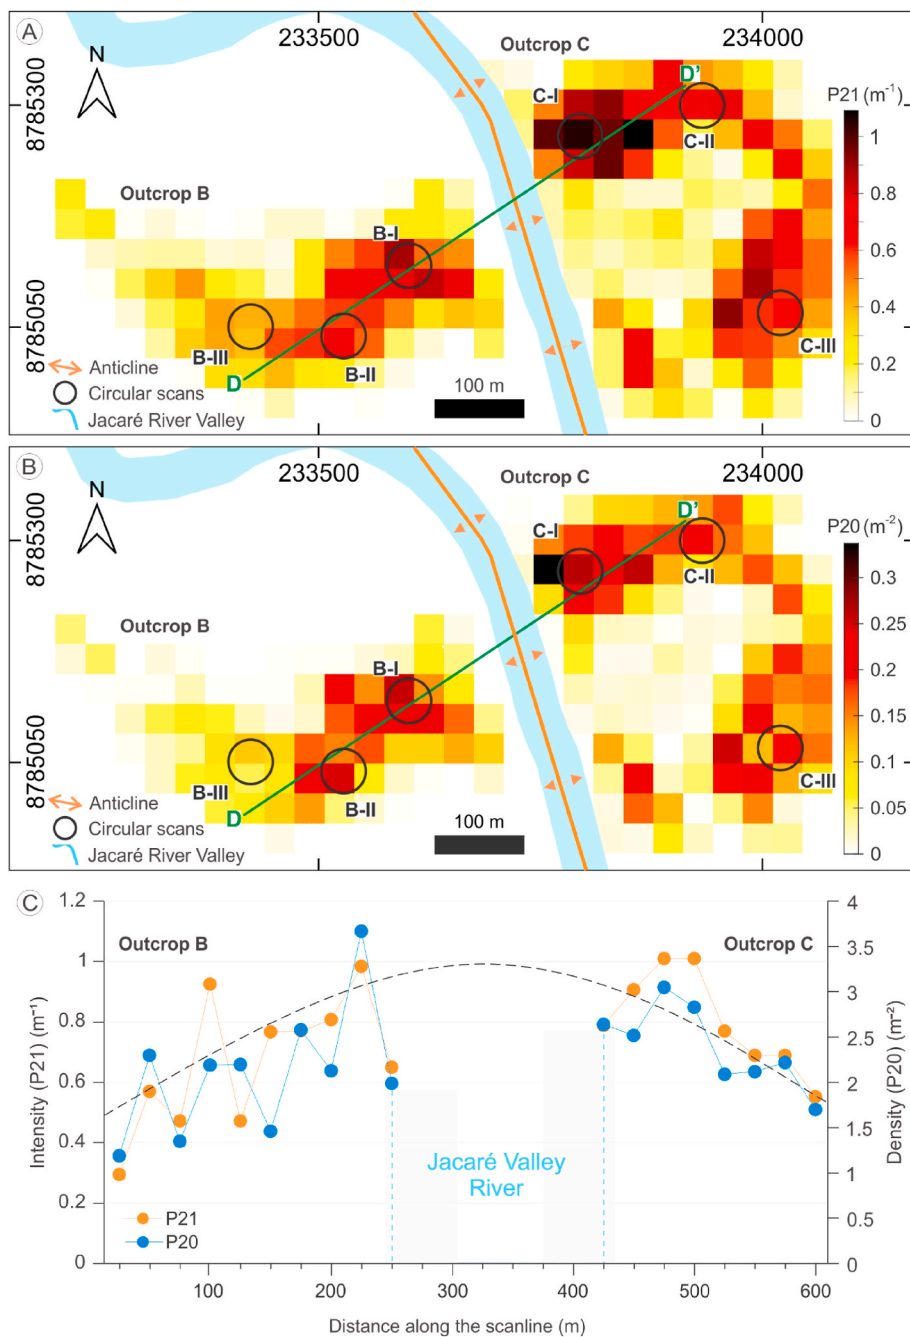 A
233500
234000
Outcrop C
N
D'
P21 (m⁻¹)
C-I
8785300
C-II
1
Outcrop B
0.8
B-I
0.6
8785050
0.4
B-III
B-II
C-III
D
Anticline
0.2
Circular scans
100 m
Jacaré River Valley
0
B
233500
234000
Outcrop C
N
D'
P20 (m⁻²)
C-I
8785300
C-II
0.3
Outcrop B
0.25
B-I
0.2
8785050
0.15
B-III
B-II
C-III
0.1
D
Anticline
0.05
Circular scans
100 m
Jacaré River Valley
0
C
1.2
4
Outcrop B
Outcrop C
1
3.5
3
0.8
2.5
Intensity (P21) (m⁻¹)
Density (P20) (m⁻²)
0.6
2
0.4
1.5
Jacaré Valley
River
1
0.2
P21
0.5
P20
0
0
100
200
300
400
500
600
Distance along the scanline (m)